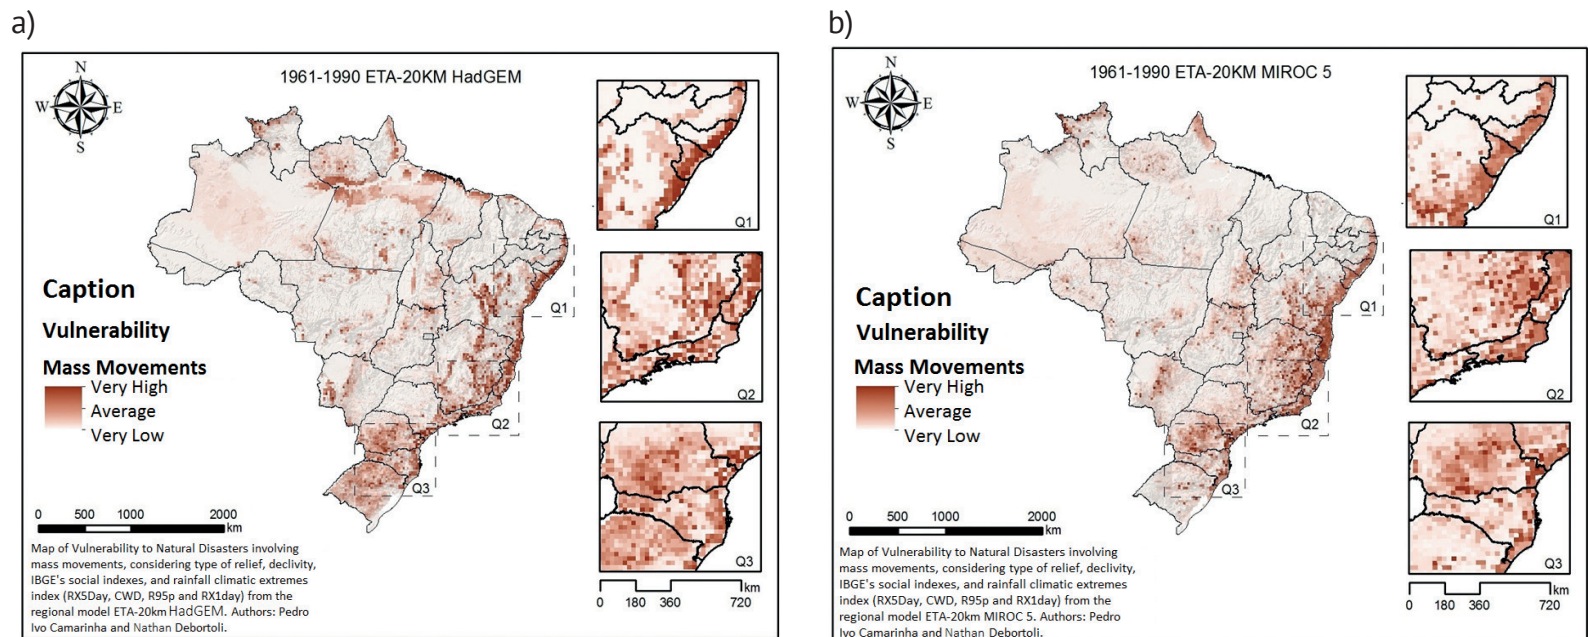 a)
1961-1990 ETA-20KM HadGEM
N
W E
S
Q1
Q1
Caption
Vulnerability
Mass Movements
Very High
Average
Very Low
Q2
Q2
Q3
Q3
0 500 1000 2000
km
Map of Vulnerability to Natural Disasters involving
mass movements, considering type of relief, declivity,
IBGE's social indexes, and rainfall climatic extremes
index (RX5Day, CWD, R95p and RX1day) from the
regional model ETA-20km HadGEM. Authors: Pedro
Ivo Camarinha and Nathan Debortoli.
km
0 180 360 720
b)
1961-1990 ETA-20KM MIROC 5
N
W E
S
Q1
Q1
Caption
Vulnerability
Mass Movements
Very High
Average
Very Low
Q2
Q2
Q3
Q3
0 500 1000 2000
km
Map of Vulnerability to Natural Disasters involving
mass movements, considering type of relief, declivity,
IBGE's social indexes, and rainfall climatic extremes
index (RX5Day, CWD, R95p and RX1day) from the
regional model ETA-20km MIROC 5. Authors: Pedro
Ivo Camarinha and Nathan Debortoli.
km
0 180 360 720